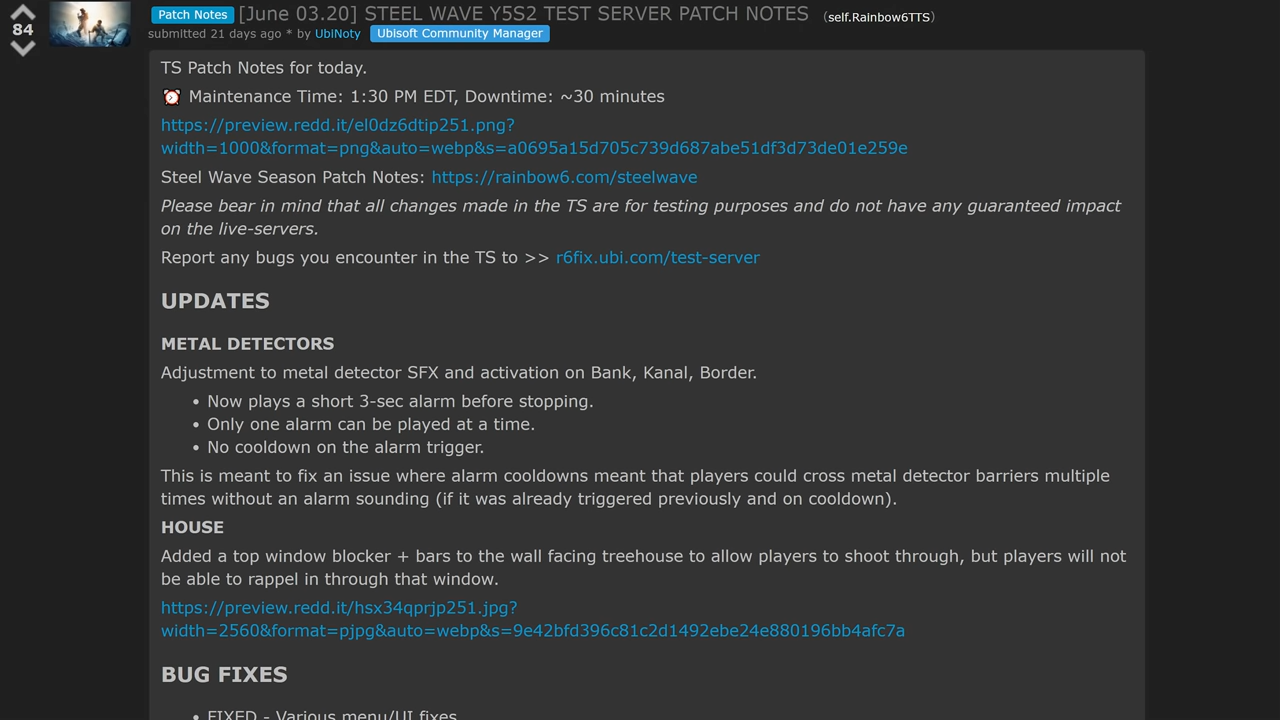 Patch Notes [June 03.20] STEEL WAVE Y5S2 TEST SERVER PATCH NOTES (self.Rainbow6TTS)
84
submitted 21 days ago * by UbiNoty Ubisoft Community Manager
TS Patch Notes for today.
⏰ Maintenance Time: 1:30 PM EDT, Downtime: ~30 minutes
https://preview.redd.it/el0dz6dtip251.png?
width=1000&format=png&auto=webp&s=a0695a15d705c739d687abe51df3d73de01e259e
Steel Wave Season Patch Notes: https://rainbow6.com/steelwave
Please bear in mind that all changes made in the TS are for testing purposes and do not have any guaranteed impact
on the live-servers.
Report any bugs you encounter in the TS to >> r6fix.ubi.com/test-server
UPDATES
METAL DETECTORS
Adjustment to metal detector SFX and activation on Bank, Kanal, Border.
• Now plays a short 3-sec alarm before stopping.
• Only one alarm can be played at a time.
• No cooldown on the alarm trigger.
This is meant to fix an issue where alarm cooldowns meant that players could cross metal detector barriers multiple
times without an alarm sounding (if it was already triggered previously and on cooldown).
HOUSE
Added a top window blocker + bars to the wall facing treehouse to allow players to shoot through, but players will not
be able to rappel in through that window.
https://preview.redd.it/hsx34qprjp251.jpg?
width=2560&format=pjpg&auto=webp&s=9e42bfd396c81c2d1492ebe24e880196bb4afc7a
BUG FIXES
• FIXED - Various menu/UI fixes